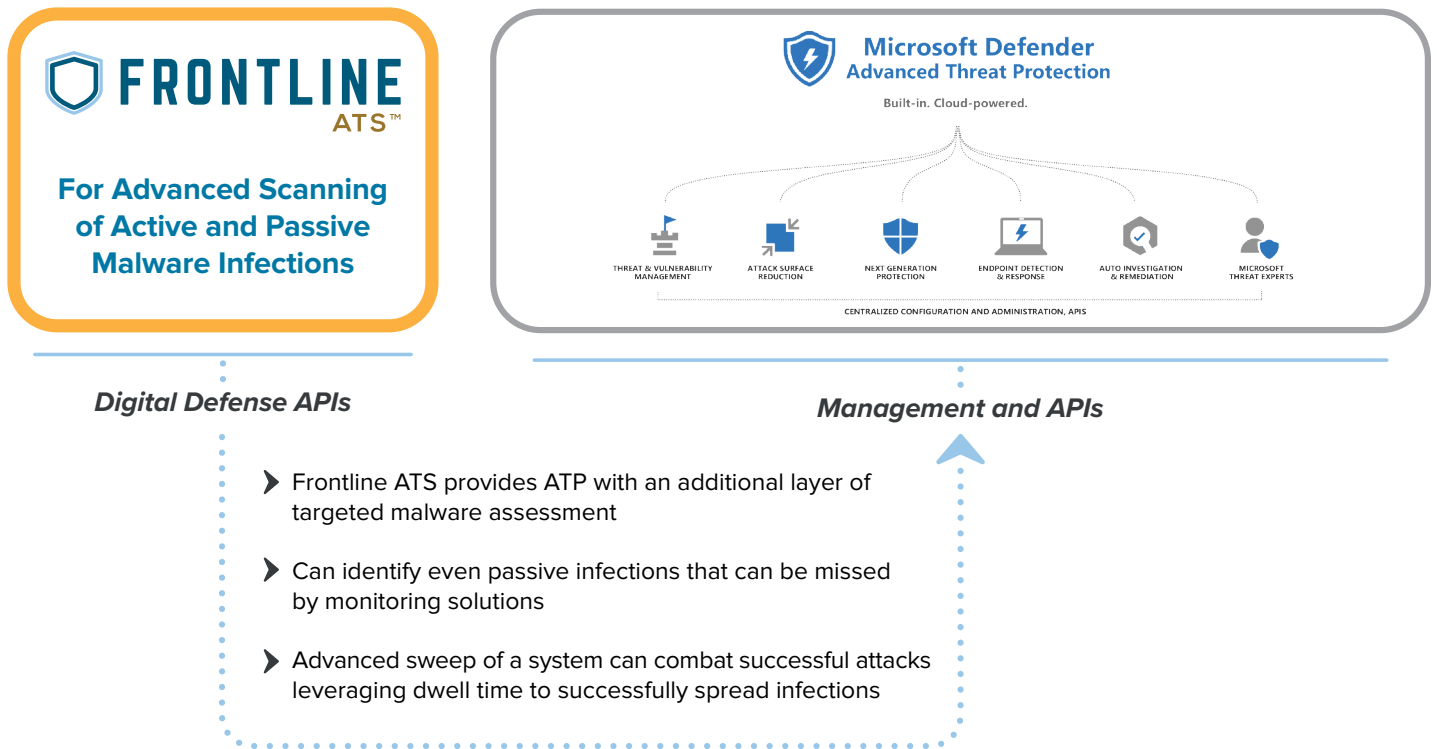 FRONTLINE
ATS™
For Advanced Scanning
of Active and Passive
Malware Infections
Microsoft Defender
Advanced Threat Protection
Built-in. Cloud-powered.
THREAT & VULNERABILITY
MANAGEMENT
ATTACK SURFACE
REDUCTION
NEXT GENERATION
PROTECTION
ENDPOINT DETECTION
& RESPONSE
AUTO INVESTIGATION
& REMEDIATION
MICROSOFT
THREAT EXPERTS
CENTRALIZED CONFIGURATION AND ADMINISTRATION, APIS
Digital Defense APIs
Management and APIs
Frontline ATS provides ATP with an additional layer of
targeted malware assessment
Can identify even passive infections that can be missed
by monitoring solutions
Advanced sweep of a system can combat successful attacks
leveraging dwell time to successfully spread infections